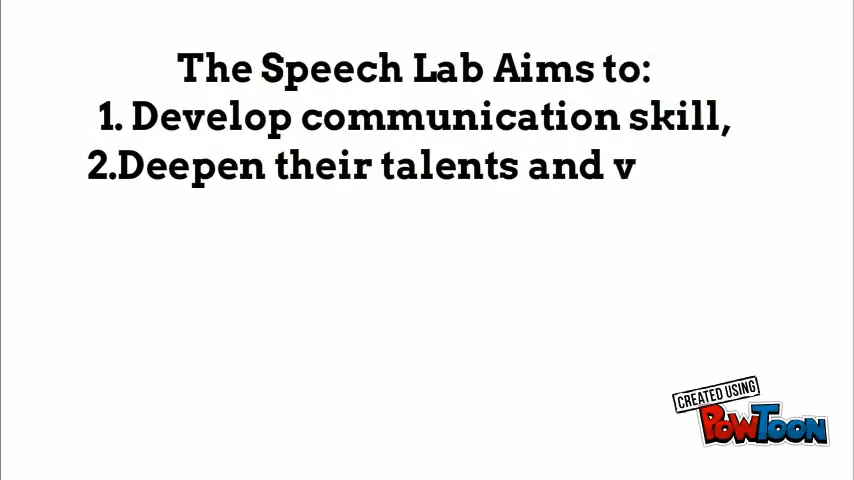 The Speech Lab Aims to:
1. Develop communication skill,
2.Deepen their talents and v
CREATED USING
POWTOON